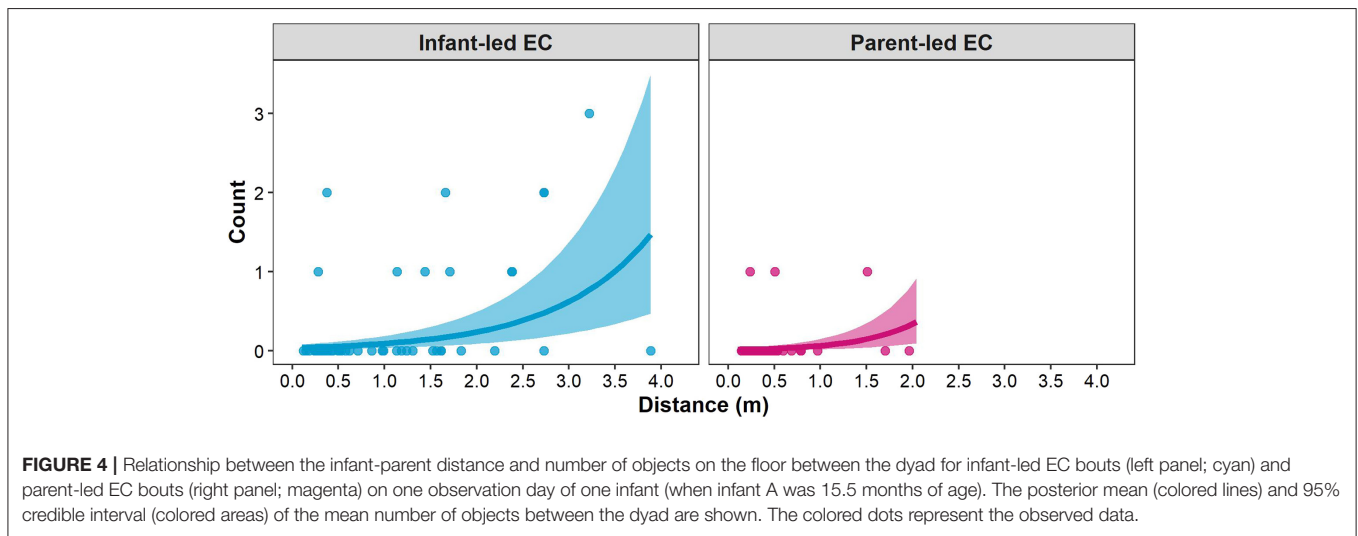 Infant-led EC
Parent-led EC
Count
3
2
1
0
0.0 0.5 1.0 1.5 2.0 2.5 3.0 3.5 4.0
0.0 0.5 1.0 1.5 2.0 2.5 3.0 3.5 4.0
Distance (m)
FIGURE 4 | Relationship between the infant-parent distance and number of objects on the floor between the dyad for infant-led EC bouts (left panel; cyan) and
parent-led EC bouts (right panel; magenta) on one observation day of one infant (when infant A was 15.5 months of age). The posterior mean (colored lines) and 95%
credible interval (colored areas) of the mean number of objects between the dyad are shown. The colored dots represent the observed data.